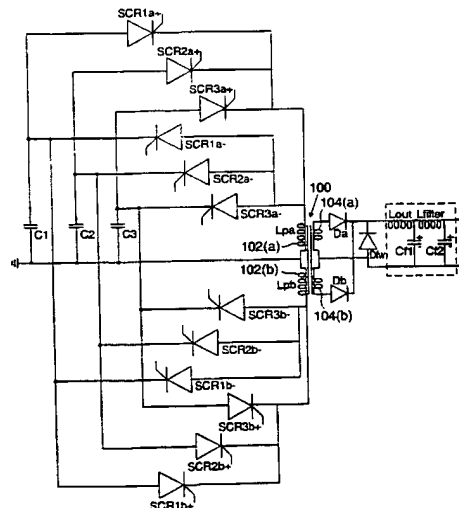 SCR1a+
SCR2a+
SCR3a+
SCR1a-
SCR2a-
SCR3a-
100
104(a)
Lpa
Da
102(a)
Lout Lfilter
C1
C2
C3
Dfw
Cf1
Cf2
102(b)
Lpb
Db
104(b)
SCR3b-
SCR2b-
SCR1b-
SCR3b+
SCR2b+
SCR1b+